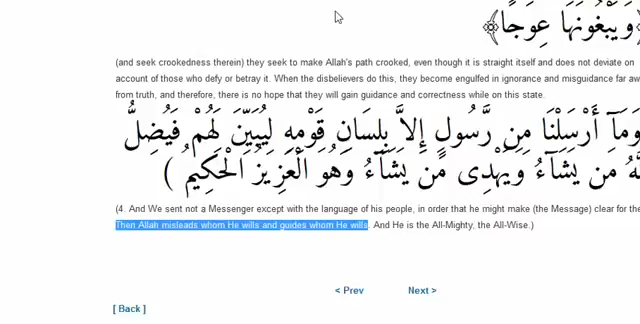 وَيَبْغُونَهَا عِوَجًا﴾
(and seek crookedness therein) they seek to make Allah's path crooked, even though it is straight itself and does not deviate on
account of those who defy or betray it. When the disbelievers do this, they become engulfed in ignorance and misguidance far aw
from truth, and therefore, there is no hope that they will gain guidance and correctness while on this state.
وَمَآ أَرْسَلْنَا مِن رَّسُولٍ إِلاَّ بِلِسَانِ قَوْمِهِ لِيُبَيِّنَ لَهُمْ فَيُضِلُّ
لَّهُ مَن يَشَآءُ وَيَهْدِى مَن يَشَآءُ وَهُوَ الْعَزِيزُ الْحَكِيمُ )
(4. And We sent not a Messenger except with the language of his people, in order that he might make (the Message) clear for the
Then Allah misleads whom He wills and guides whom He wills. And He is the All-Mighty, the All-Wise.)
< Prev Next >
[ Back ]